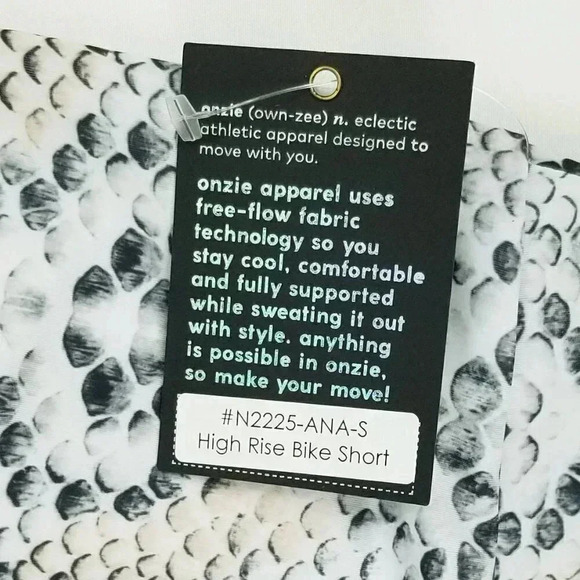 onzie (own-zee) n. eclectic
athletic apparel designed to
move with you.
onzie apparel uses
free-flow fabric
technology so you
stay cool, comfortable
and fully supported
while sweating it out
with style. anything
is possible in onzie,
so make your move!
#N2225-ANA-S
High Rise Bike Short